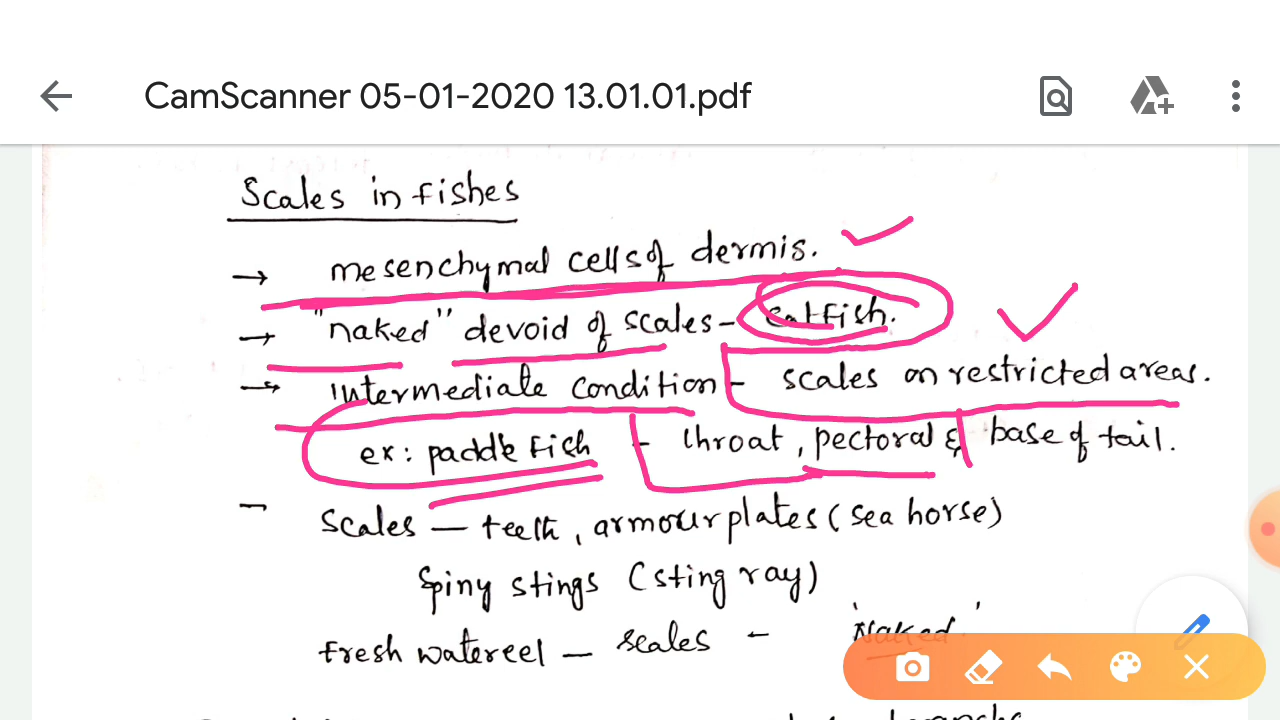 CamScanner 05-01-2020 13.01.01.pdf
Scales in fishes
→ mesenchymal cells of dermis.
→ "naked" devoid of scales - Catfish.
→ Intermediate condition - scales on restricted areas.
ex: paddle Fish - throat, pectoral & base of tail.
- Scales - teeth, armour plates (sea horse)
Spiny stings (sting ray)
Fresh water eel - scales - 'Naked'